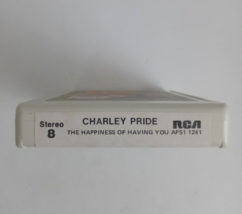 Stereo
8
CHARLEY PRIDE
RCA
THE HAPPINESS OF HAVING YOU APS1 1241